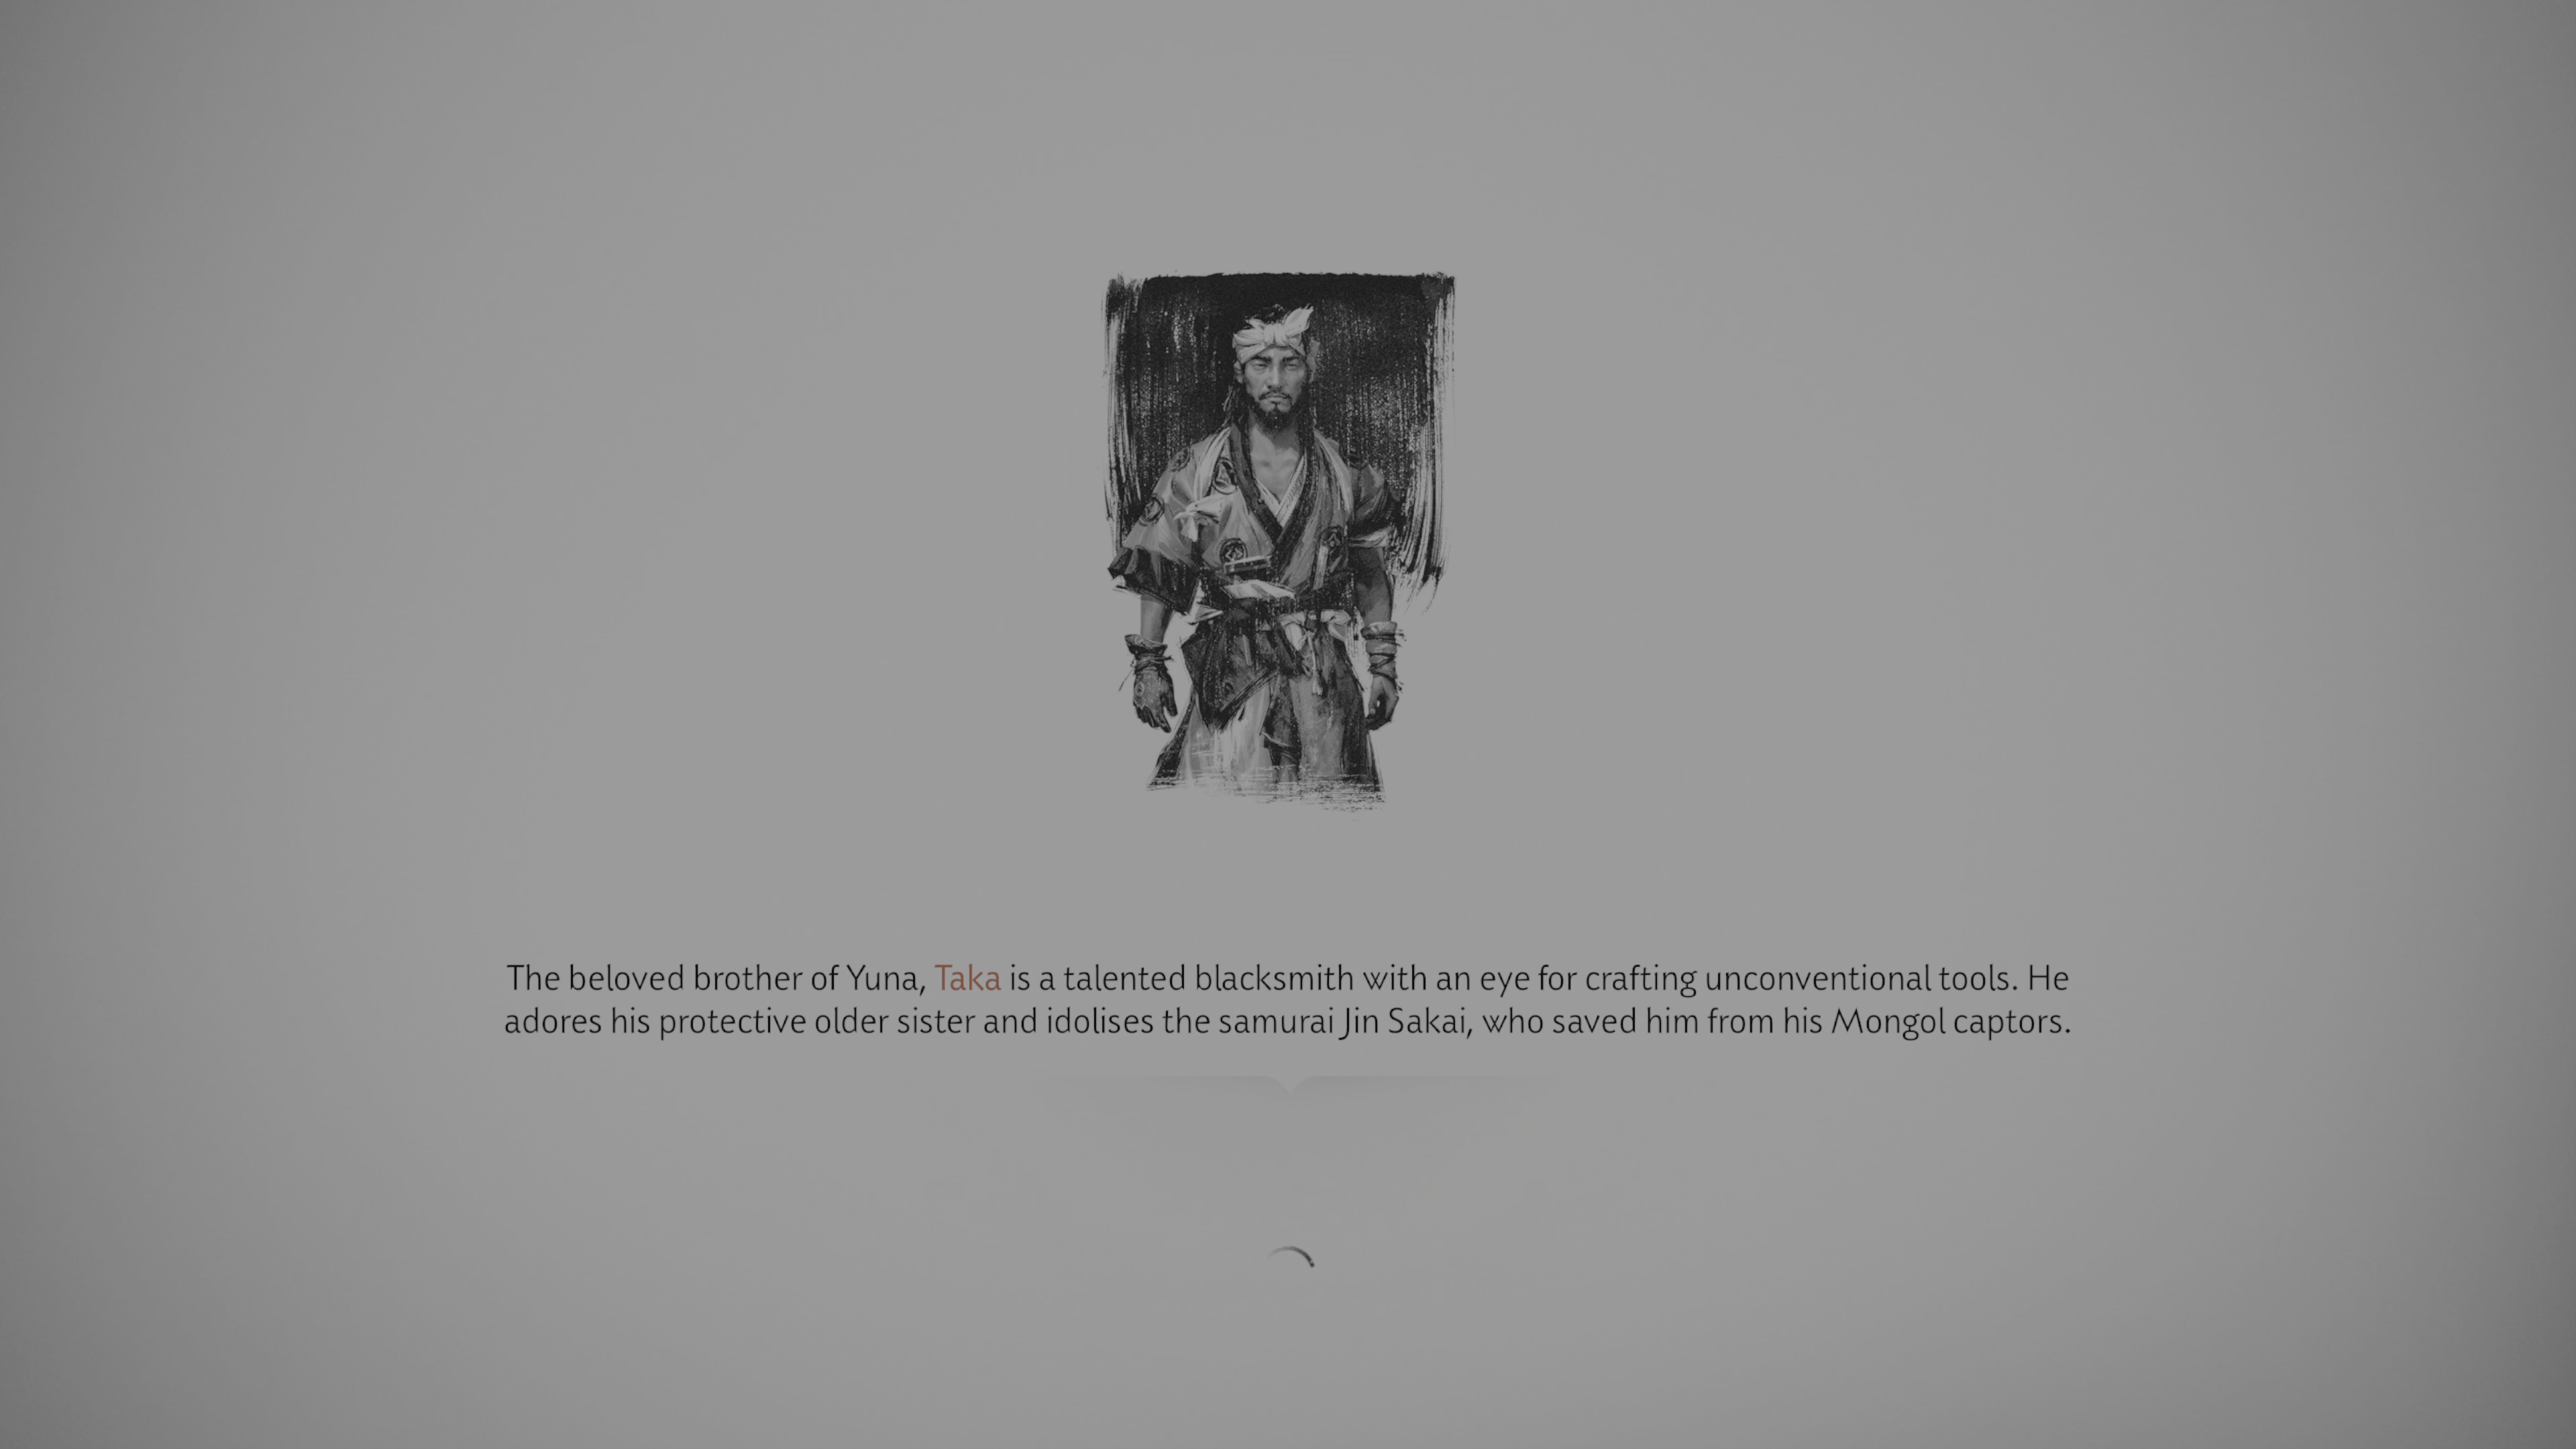 The beloved brother of Yuna, Taka is a talented blacksmith with an eye for crafting unconventional tools. He
adores his protective older sister and idolises the samurai Jin Sakai, who saved him from his Mongol captors.